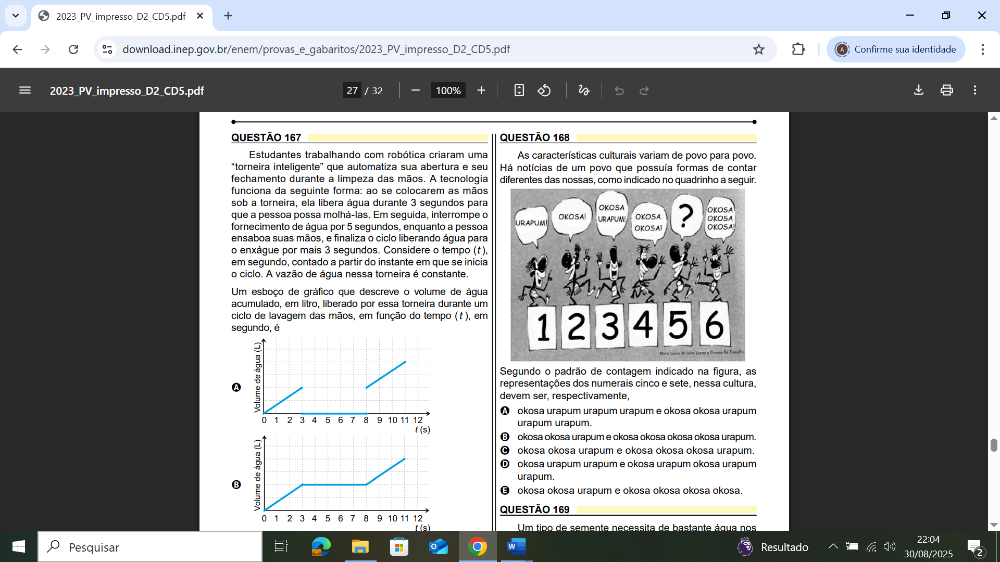 2023_PV_impresso_D2_CD5.pdf
download.inep.gov.br/enem/provas_e_gabaritos/2023_PV_impresso_D2_CD5.pdf
A
Confirme sua identidade
2023_PV_impresso_D2_CD5.pdf
27 / 32
100%
QUESTÃO 167
Estudantes trabalhando com robótica criaram uma
“torneira inteligente” que automatiza sua abertura e seu
fechamento durante a limpeza das mãos. A tecnologia
funciona da seguinte forma: ao se colocarem as mãos
sob a torneira, ela libera água durante 3 segundos para
que a pessoa possa molhá-las. Em seguida, interrompe o
fornecimento de água por 5 segundos, enquanto a pessoa
ensaboa suas mãos, e finaliza o ciclo liberando água para
o enxágue por mais 3 segundos. Considere o tempo (t),
em segundo, contado a partir do instante em que se inicia
o ciclo. A vazão de água nessa torneira é constante.
Um esboço de gráfico que descreve o volume de água
acumulado, em litro, liberado por essa torneira durante um
ciclo de lavagem das mãos, em função do tempo (t), em
segundo, é
A
Volume de água (L)
0 1 2 3 4 5 6 7 8 9 10 11 12
t (s)
B
Volume de água (L)
0 1 2 3 4 5 6 7 8 9 10 11 12
t (s)
QUESTÃO 168
As características culturais variam de povo para povo.
Há notícias de um povo que possuía formas de contar
diferentes das nossas, como indicado no quadrinho a seguir.
URAPUM!
OKOSA!
OKOSA
URAPUM!
OKOSA
OKOSA!
?
OKOSA
OKOSA
OKOSA!
1 2 3 4 5 6
Segundo o padrão de contagem indicado na figura, as
representações dos numerais cinco e sete, nessa cultura,
devem ser, respectivamente,
A okosa urapum urapum urapum e okosa okosa urapum
urapum urapum.
B okosa okosa urapum e okosa okosa okosa okosa urapum.
C okosa okosa urapum e okosa okosa okosa urapum.
D okosa urapum urapum e okosa urapum okosa urapum
urapum.
E okosa okosa urapum e okosa okosa okosa okosa.
QUESTÃO 169
Um tipo de semente necessita de bastante água nos
Pesquisar
W
Resultado
22:04
30/08/2025
2